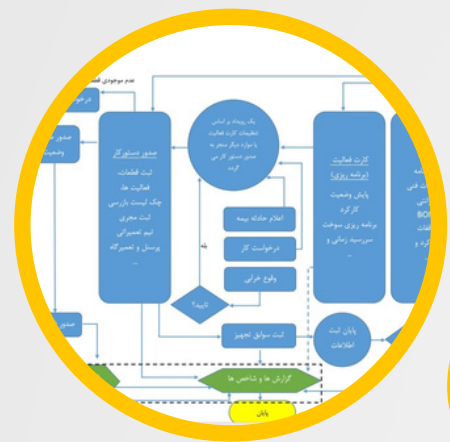 عدم موجودی
کارت فعالیت
(برنامه ریزی)
پایش وضعیت
کارکرد
برنامه ریزی سوخت
سررسید زمانی و
...
یک رویداد بر اساس
تنظیمات کارت فعالیت
یا موارد دیگر منجر به
صدور دستور کار می
گردد
صدور دستورکار
ثبت قطعات،
فعالیت ها،
چک لیست بازرسی
ثبت مجری
تیم تعمیراتی
پرسنل و تعمیرگاه
...
صدور
وضعیت
اعلام حادثه بیمه
درخواست کار
وقوع خرابی
بله
تایید؟
ثبت سوابق تجهیز
پایان ثبت
اطلاعات
صدور
گزارش ها و شاخص ها
پایان